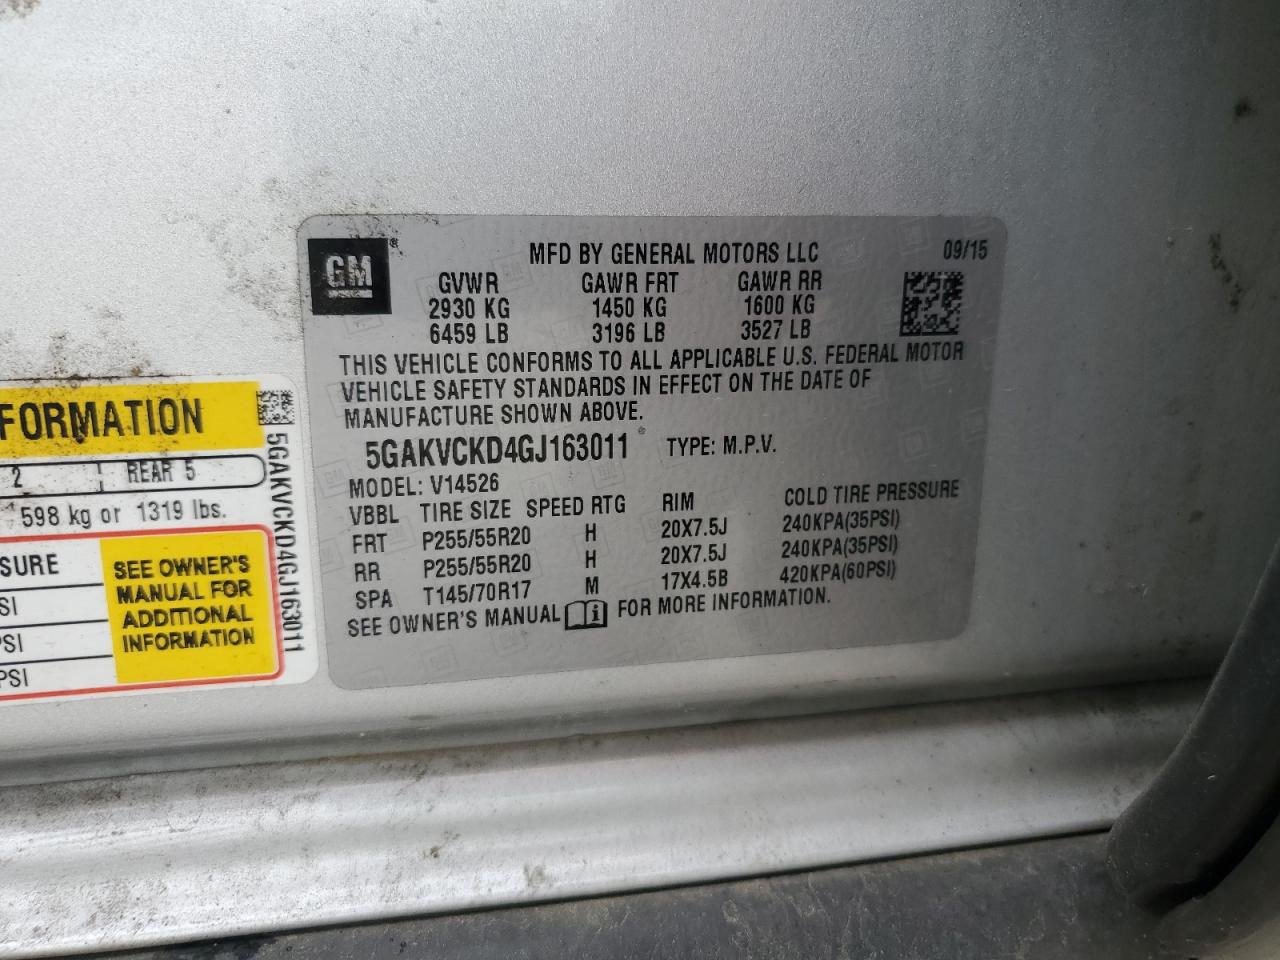 GM ®
MFD BY GENERAL MOTORS LLC 09/15
GVWR GAWR FRT GAWR RR
2930 KG 1450 KG 1600 KG
6459 LB 3196 LB 3527 LB
THIS VEHICLE CONFORMS TO ALL APPLICABLE U.S. FEDERAL MOTOR
VEHICLE SAFETY STANDARDS IN EFFECT ON THE DATE OF
MANUFACTURE SHOWN ABOVE.
5GAKVCKD4GJ163011 TYPE: M.P.V.
MODEL: V14526
VBBL TIRE SIZE SPEED RTG RIM COLD TIRE PRESSURE
FRT P255/55R20 H 20X7.5J 240KPA(35PSI)
RR P255/55R20 H 20X7.5J 240KPA(35PSI)
SPA T145/70R17 M 17X4.5B 420KPA(60PSI)
SEE OWNER'S MANUAL FOR MORE INFORMATION.
FORMATION
2 REAR 5
598 kg or 1319 lbs.
SURE
SI
PSI
PSI
SEE OWNER'S
MANUAL FOR
ADDITIONAL
INFORMATION
5GAKVCKD4GJ163011